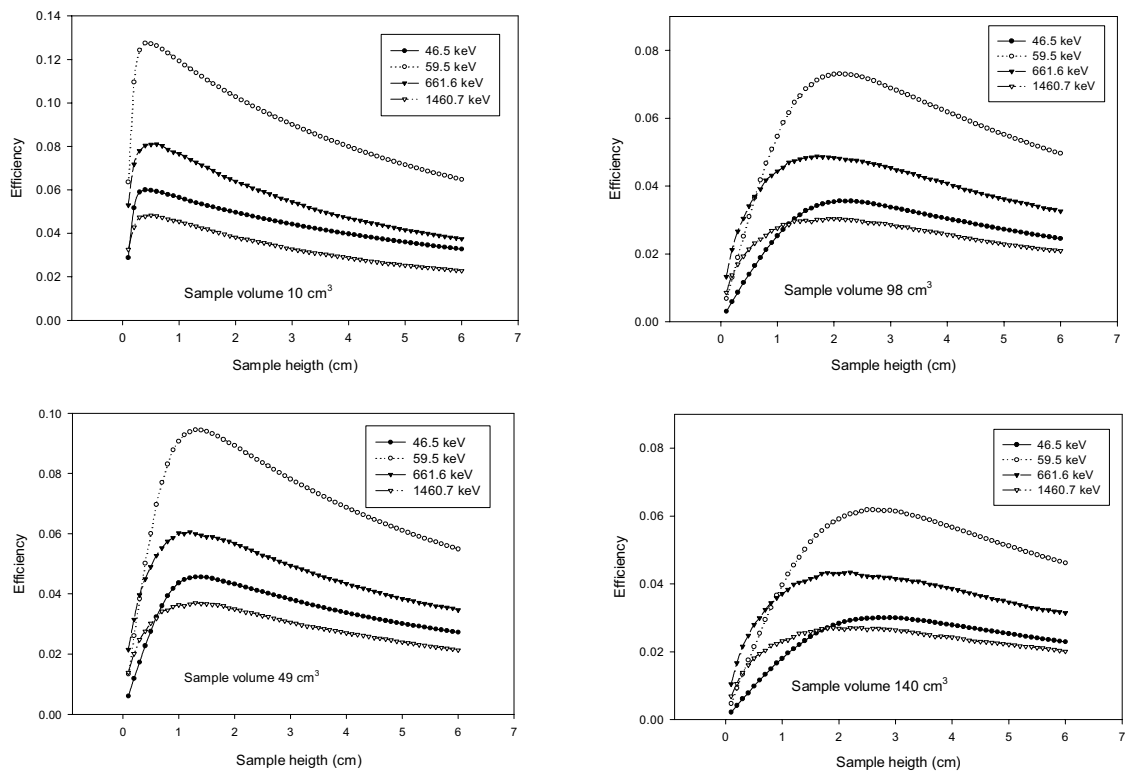 0.14
0.12
0.10
0.08
0.06
0.04
0.02
0.00
Efficiency
46.5 keV
59.5 keV
661.6 keV
1460.7 keV
Sample volume 10 cm³
0 1 2 3 4 5 6 7
Sample heigth (cm)
0.08
0.06
0.04
0.02
0.00
Efficiency
46.5 keV
59.5 keV
661.6 keV
1460.7 keV
Sample volume 98 cm³
0 1 2 3 4 5 6 7
Sample heigth (cm)
0.10
0.08
0.06
0.04
0.02
0.00
Efficiency
46.5 keV
59.5 keV
661.6 keV
1460.7 keV
Sample volume 49 cm³
0 1 2 3 4 5 6 7
Sample heigth (cm)
0.08
0.06
0.04
0.02
0.00
Efficiency
46.5 keV
59.5 keV
661.6 keV
1460.7 keV
Sample volume 140 cm³
0 1 2 3 4 5 6 7
Sample heigth (cm)